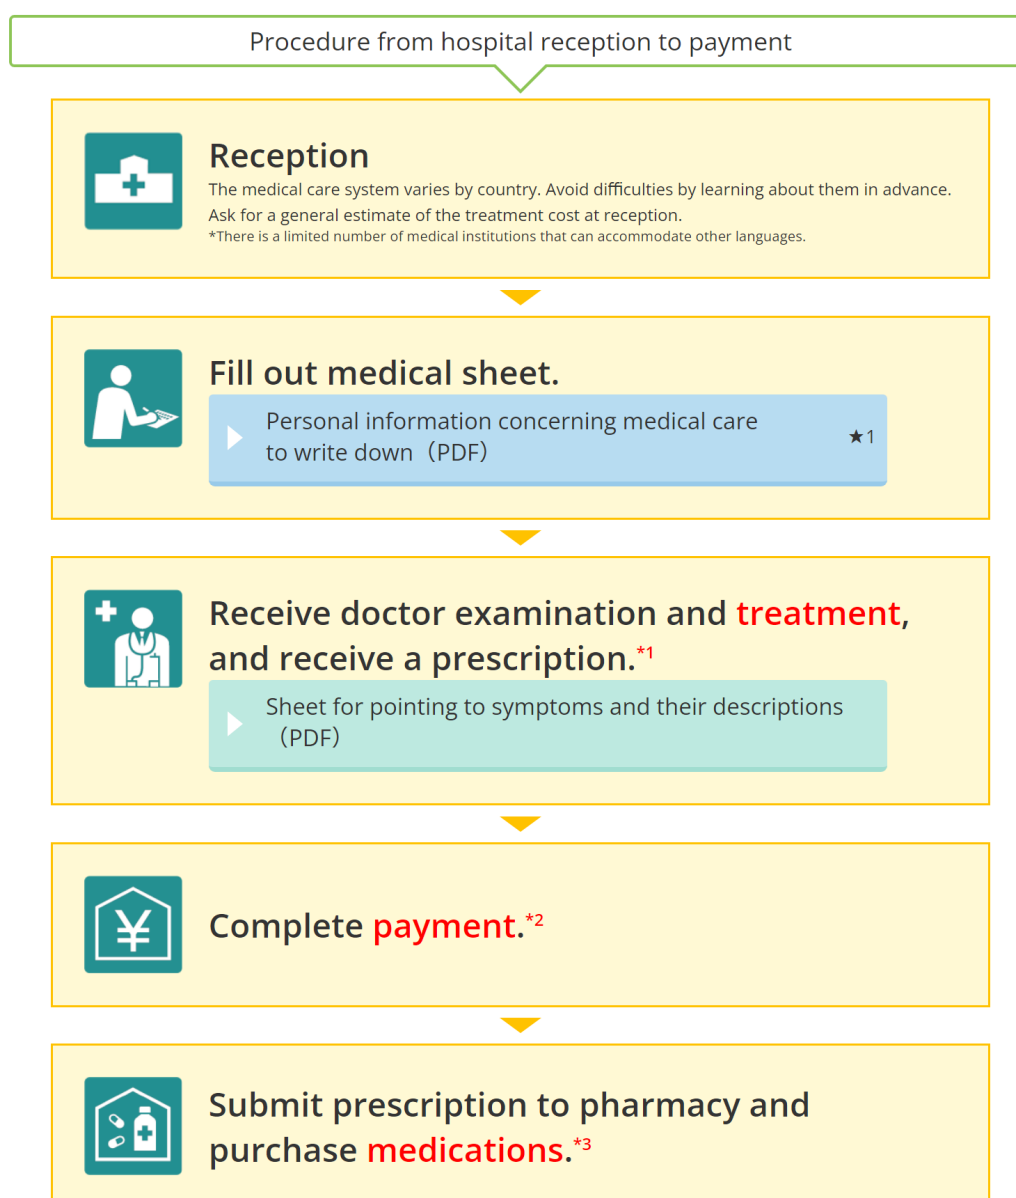 Procedure from hospital reception to payment
Reception
The medical care system varies by country. Avoid difficulties by learning about them in advance.
Ask for a general estimate of the treatment cost at reception.
*There is a limited number of medical institutions that can accommodate other languages.
Fill out medical sheet.
Personal information concerning medical care
to write down（PDF） ★1
Receive doctor examination and treatment,
and receive a prescription.*1
Sheet for pointing to symptoms and their descriptions
（PDF）
¥
Complete payment.*2
Submit prescription to pharmacy and
purchase medications.*3